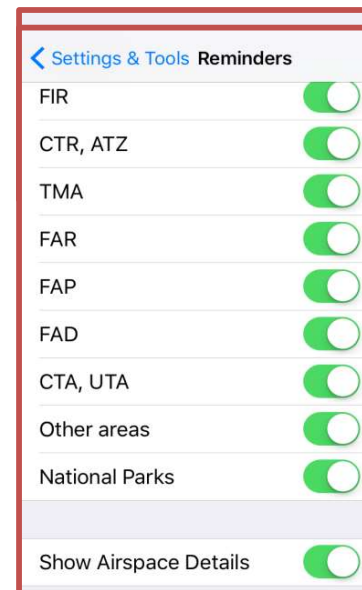 Settings & Tools Reminders
FIR
CTR, ATZ
TMA
FAR
FAP
FAD
CTA, UTA
Other areas
National Parks
Show Airspace Details